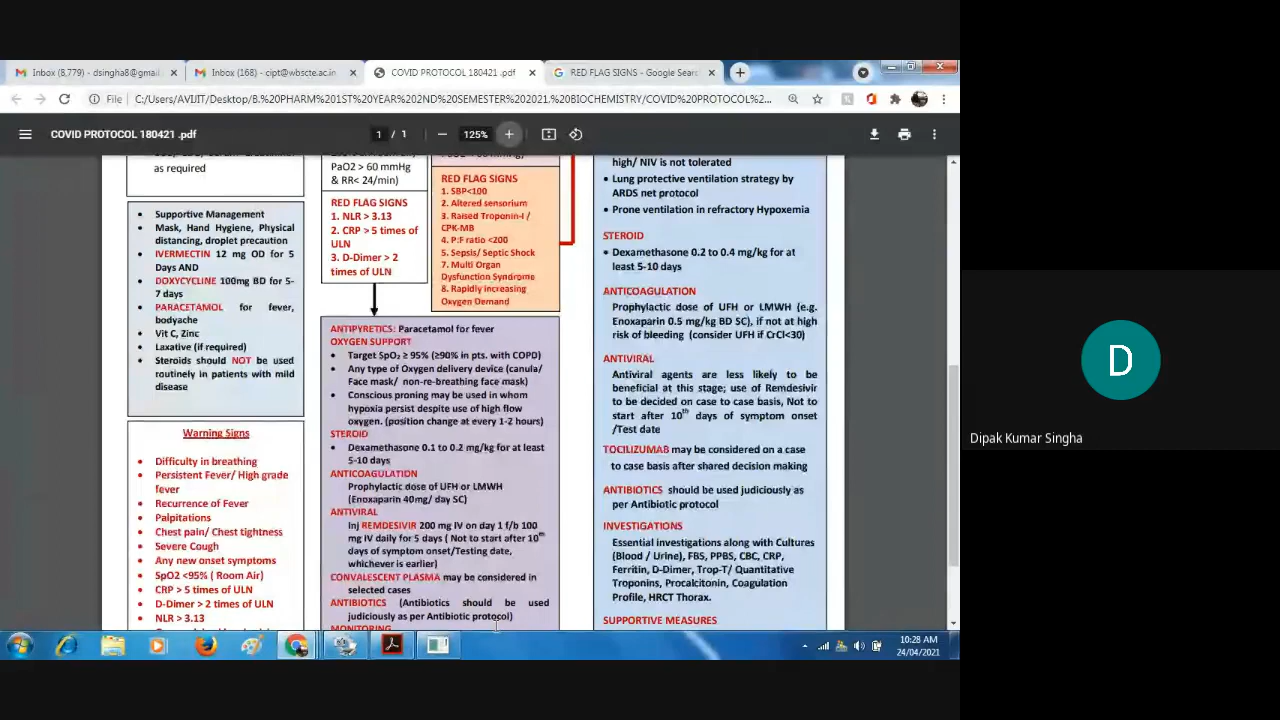 Inbox (8,779) - dsingha8@gmail
Inbox (168) - cipt@wbscte.ac.in
COVID PROTOCOL 180421 .pdf
RED FLAG SIGNS - Google Searc
File
C:/Users/AVIJIT/Desktop/B.%20PHARM%201ST%20YEAR%202ND%20SEMESTER%202021,%20BIOCHEMISTRY/COVID%20PROTOCOL%2...
COVID PROTOCOL 180421 .pdf
1 / 1
125%
as required
• Supportive Management
• Mask, Hand Hygiene, Physical
distancing, droplet precaution
• IVERMECTIN 12 mg OD for 5
Days AND
• DOXYCYCLINE 100mg BD for 5-
7 days
• PARACETAMOL for fever,
bodyache
• Vit C, Zinc
• Laxative (if required)
• Steroids should NOT be used
routinely in patients with mild
disease
Warning Signs
• Difficulty in breathing
• Persistent Fever/ High grade
fever
• Recurrence of Fever
• Palpitations
• Chest pain/ Chest tightness
• Severe Cough
• Any new onset symptoms
• SpO2 <95% ( Room Air)
• CRP > 5 times of ULN
• D-Dimer > 2 times of ULN
• NLR > 3.13
PaO2 > 60 mmHg
& RR< 24/min)
RED FLAG SIGNS
1. NLR > 3.13
2. CRP > 5 times of
ULN
3. D-Dimer > 2
times of ULN
RED FLAG SIGNS
1. SBP<100
2. Altered sensorium
3. Raised Troponin-I /
CPK-MB
4. P:F ratio <200
5. Sepsis/ Septic Shock
7. Multi Organ
Dysfunction Syndrome
8. Rapidly increasing
Oxygen Demand
ANTIPYRETICS: Paracetamol for fever
OXYGEN SUPPORT
• Target SpO₂ ≥ 95% (≥90% in pts. with COPD)
• Any type of Oxygen delivery device (canula/
Face mask/ non-re-breathing face mask)
• Conscious proning may be used in whom
hypoxia persist despite use of high flow
oxygen. (position change at every 1-2 hours)
STEROID
• Dexamethasone 0.1 to 0.2 mg/kg for at least
5-10 days
ANTICOAGULATION
Prophylactic dose of UFH or LMWH
(Enoxaparin 40mg/ day SC)
ANTIVIRAL
Inj REMDESIVIR 200 mg IV on day 1 f/b 100
mg IV daily for 5 days ( Not to start after 10th
days of symptom onset/Testing date,
whichever is earlier)
CONVALESCENT PLASMA may be considered in
selected cases
ANTIBIOTICS (Antibiotics should be used
judiciously as per Antibiotic protocol)
MONITORING
high/ NIV is not tolerated
• Lung protective ventilation strategy by
ARDS net protocol
• Prone ventilation in refractory Hypoxemia
STEROID
• Dexamethasone 0.2 to 0.4 mg/kg for at
least 5-10 days
ANTICOAGULATION
Prophylactic dose of UFH or LMWH (e.g.
Enoxaparin 0.5 mg/kg BD SC), if not at high
risk of bleeding (consider UFH if CrCl<30)
ANTIVIRAL
Antiviral agents are less likely to be
beneficial at this stage; use of Remdesivir
to be decided on case to case basis, Not to
start after 10th days of symptom onset
/Test date
TOCILIZUMAB may be considered on a case
to case basis after shared decision making
ANTIBIOTICS should be used judiciously as
per Antibiotic protocol
INVESTIGATIONS
Essential investigations along with Cultures
(Blood / Urine), FBS, PPBS, CBC, CRP,
Ferritin, D-Dimer, Trop-T/ Quantitative
Troponins, Procalcitonin, Coagulation
Profile, HRCT Thorax.
SUPPORTIVE MEASURES
10:28 AM
24/04/2021
D
Dipak Kumar Singha